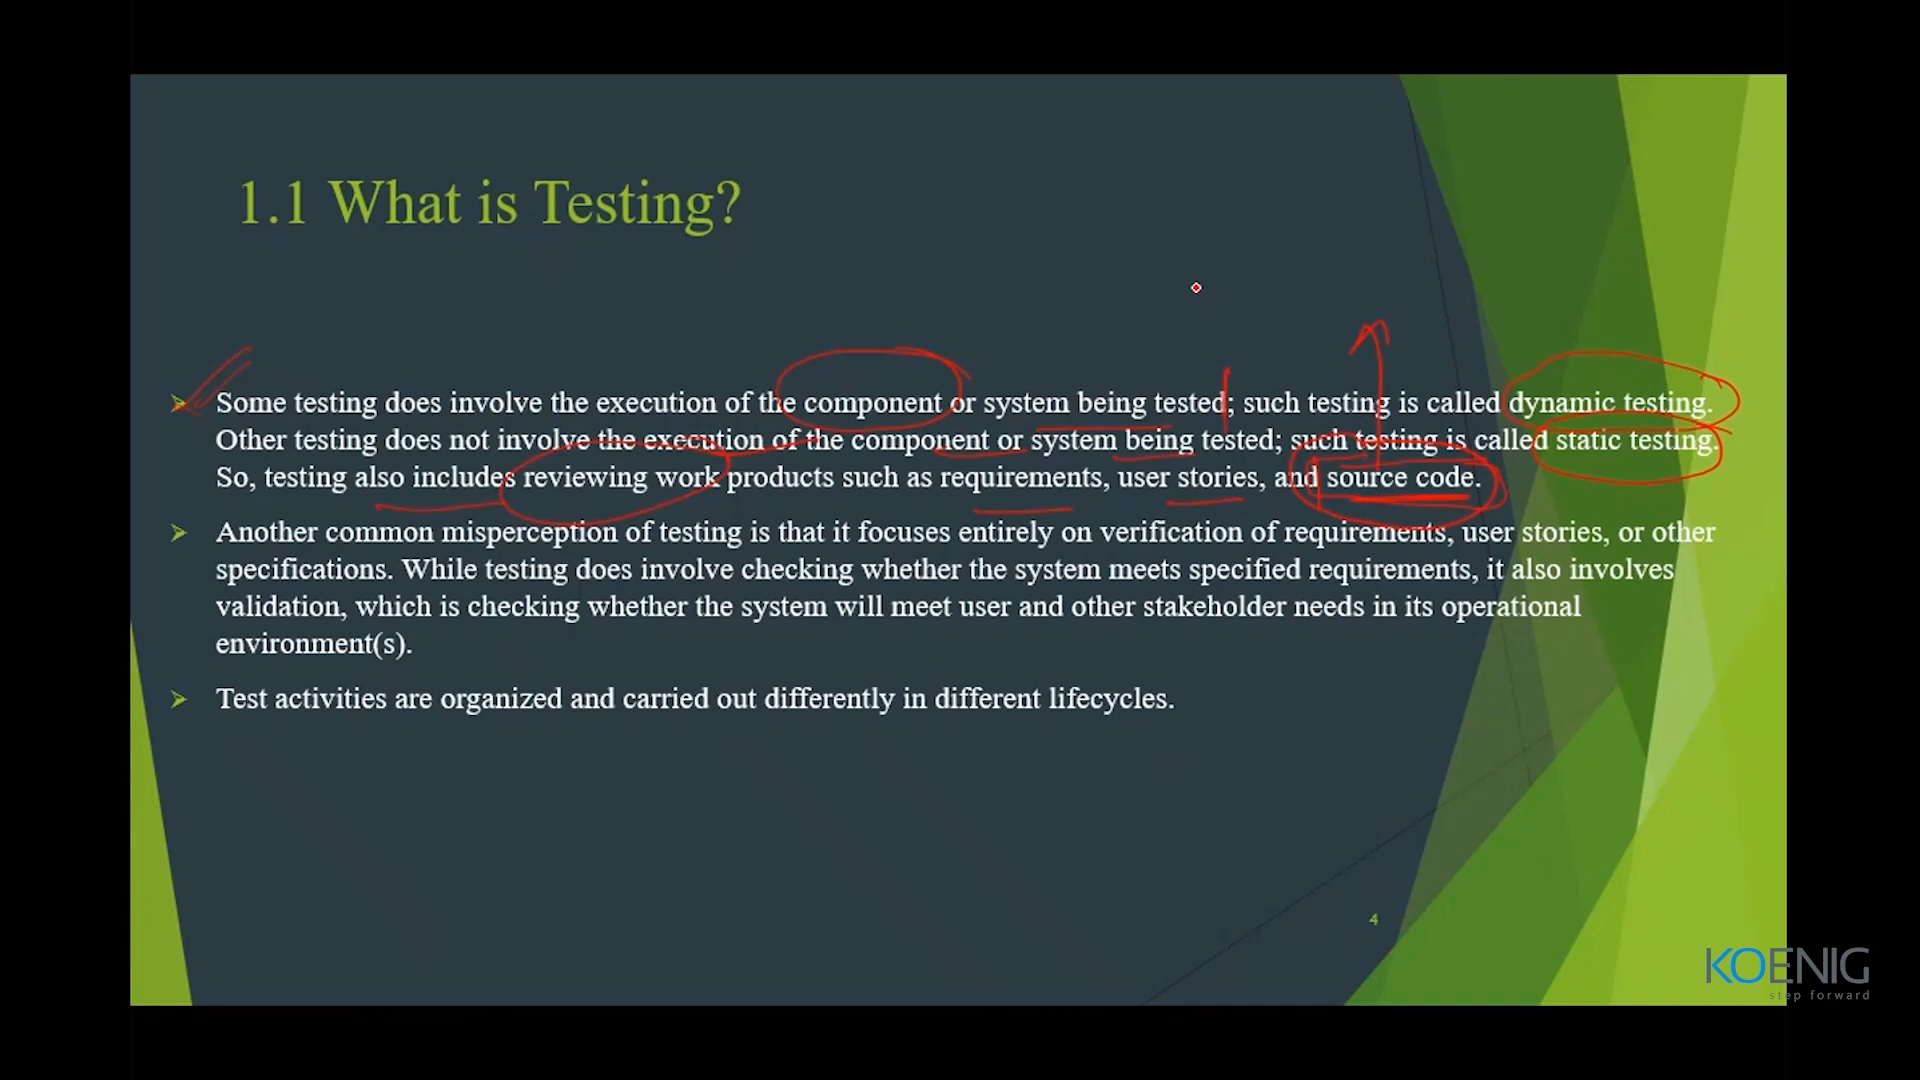 1.1 What is Testing?
Some testing does involve the execution of the component or system being tested; such testing is called dynamic testing.
Other testing does not involve the execution of the component or system being tested; such testing is called static testing.
So, testing also includes reviewing work products such as requirements, user stories, and source code.
Another common misperception of testing is that it focuses entirely on verification of requirements, user stories, or other
specifications. While testing does involve checking whether the system meets specified requirements, it also involves
validation, which is checking whether the system will meet user and other stakeholder needs in its operational
environment(s).
Test activities are organized and carried out differently in different lifecycles.
4
KOENIG
step forward